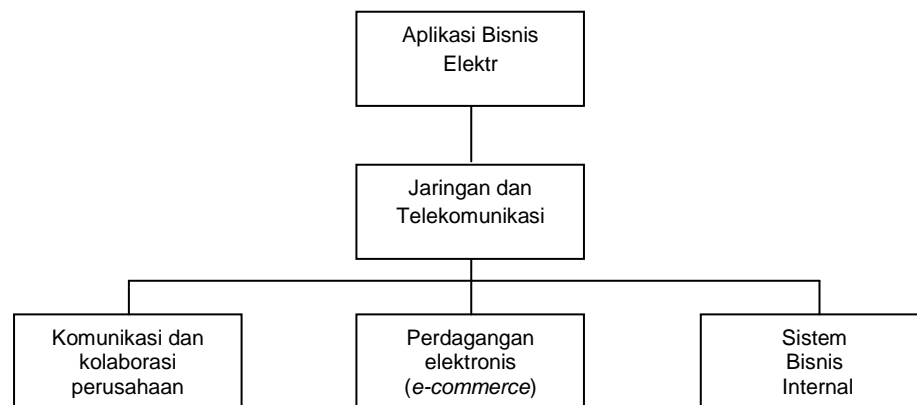 Aplikasi Bisnis
Elektr
Jaringan dan
Telekomunikasi
Komunikasi dan
kolaborasi
perusahaan
Perdagangan
elektronis
(e-commerce)
Sistem
Bisnis
Internal